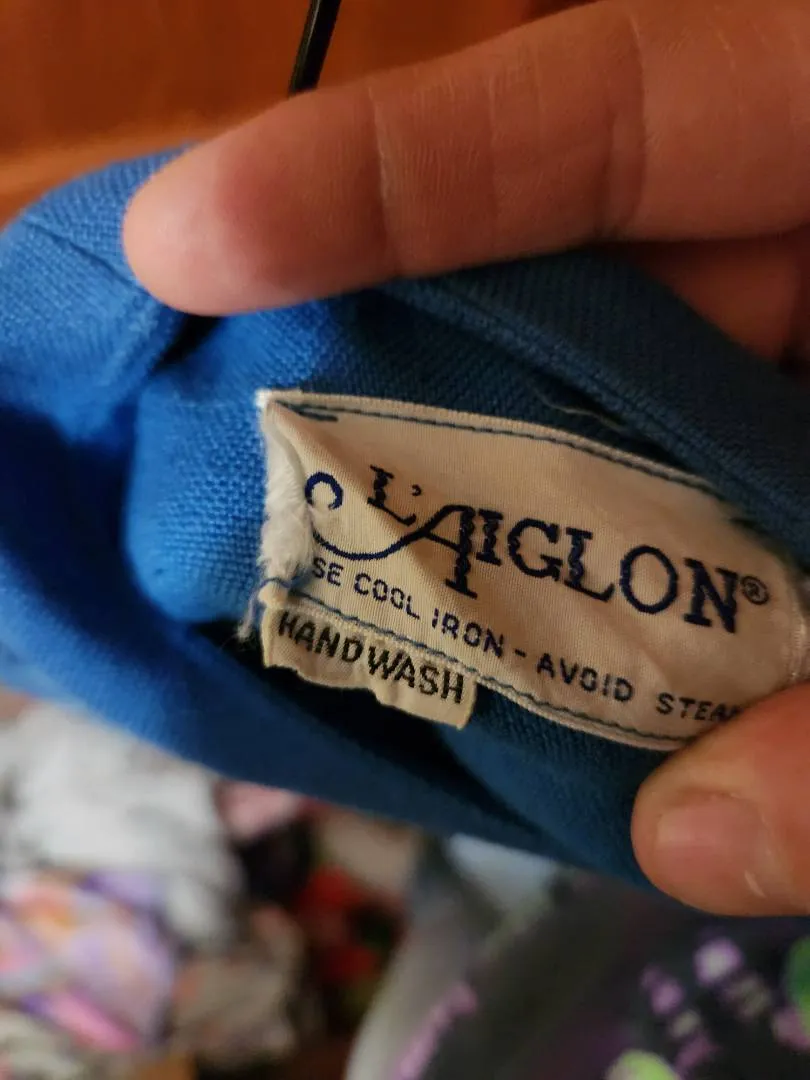 L'AIGLON®
SE COOL IRON - AVOID STEA
HANDWASH